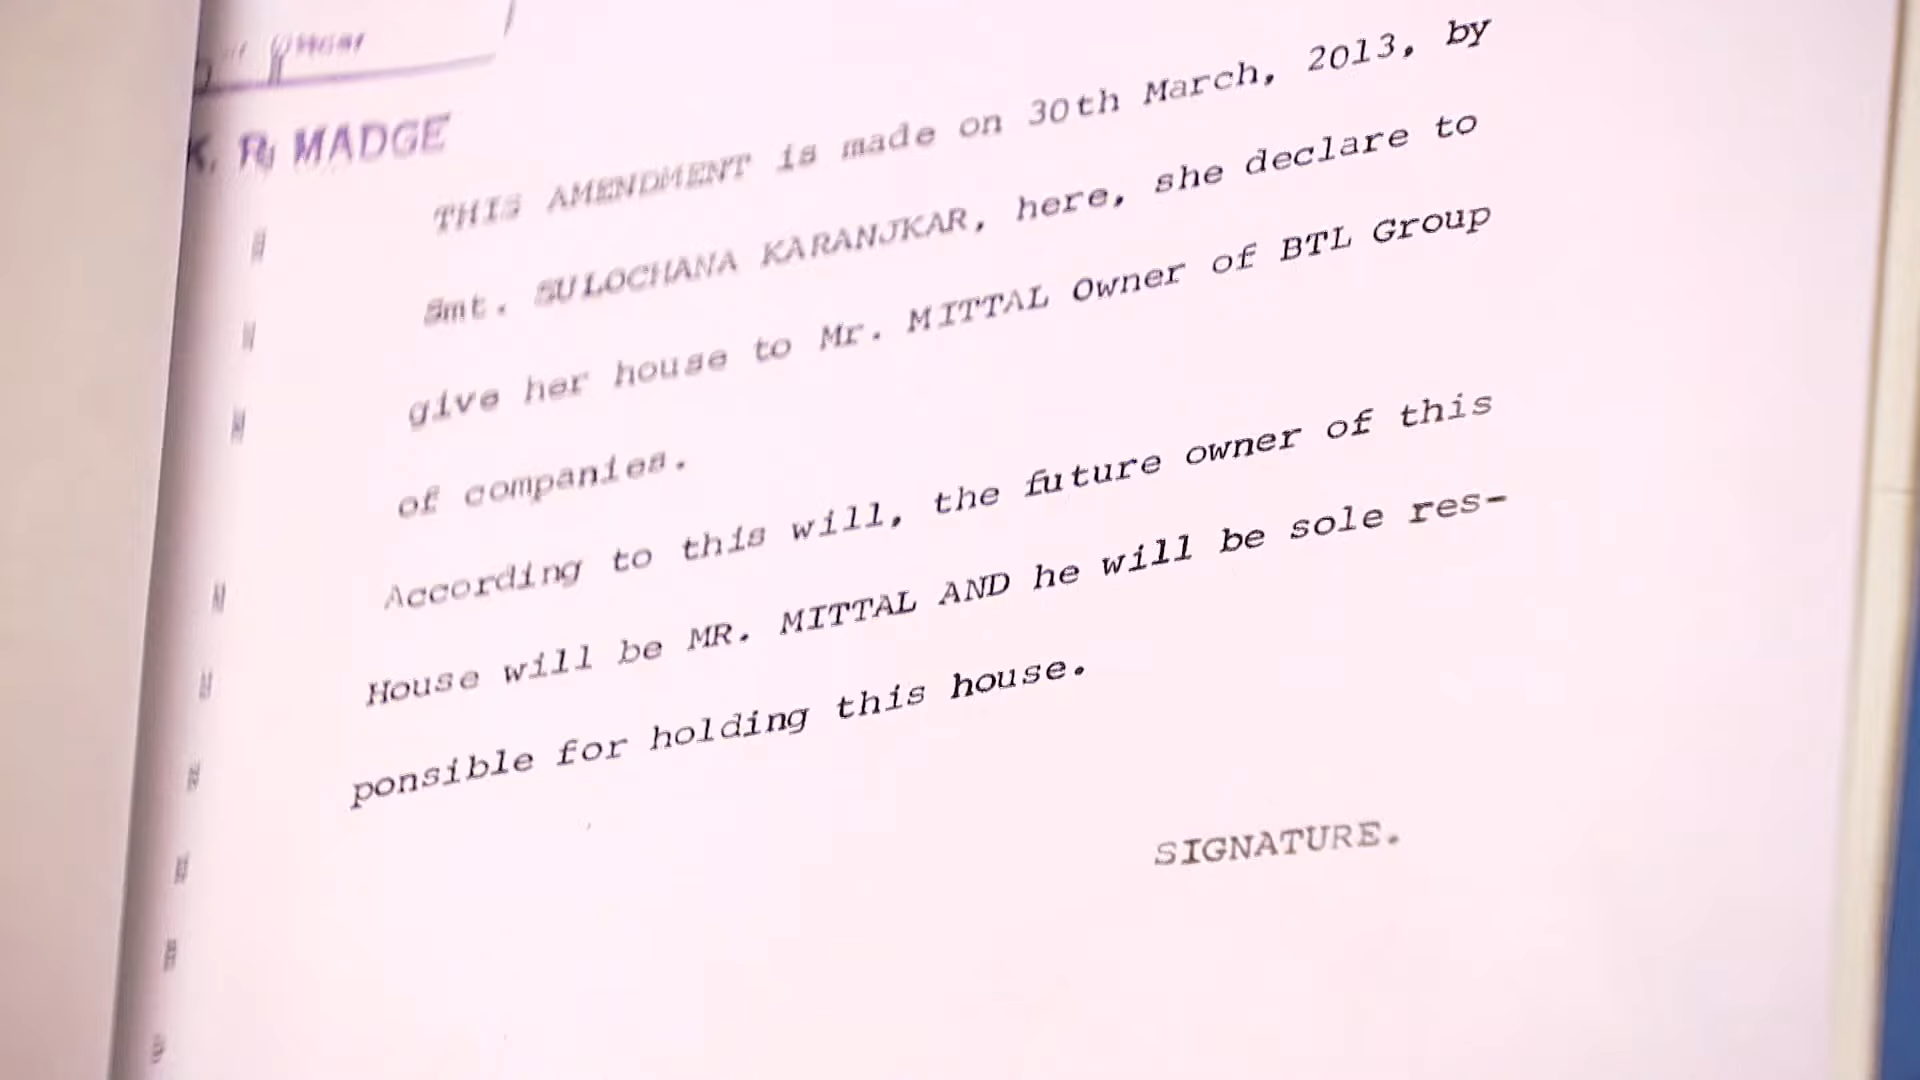 K. R. MADGE
THIS AMENDMENT is made on 30th March, 2013, by
Smt. SULOCHANA KARANJKAR, here, she declare to
give her house to Mr. MITTAL Owner of BTL Group
of companies.
According to this will, the future owner of this
House will be MR. MITTAL AND he will be sole res-
ponsible for holding this house.
SIGNATURE.